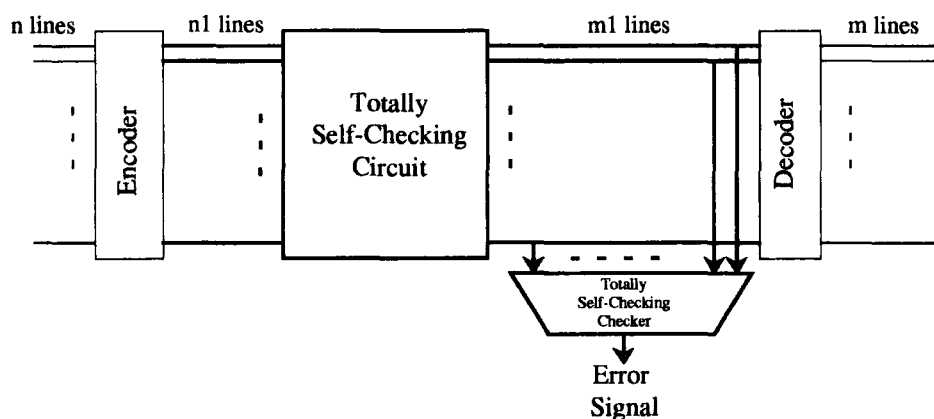 n lines
n1 lines
m1 lines
m lines
Encoder
Totally
Self-Checking
Circuit
Decoder
Totally
Self-Checking
Checker
Error
Signal